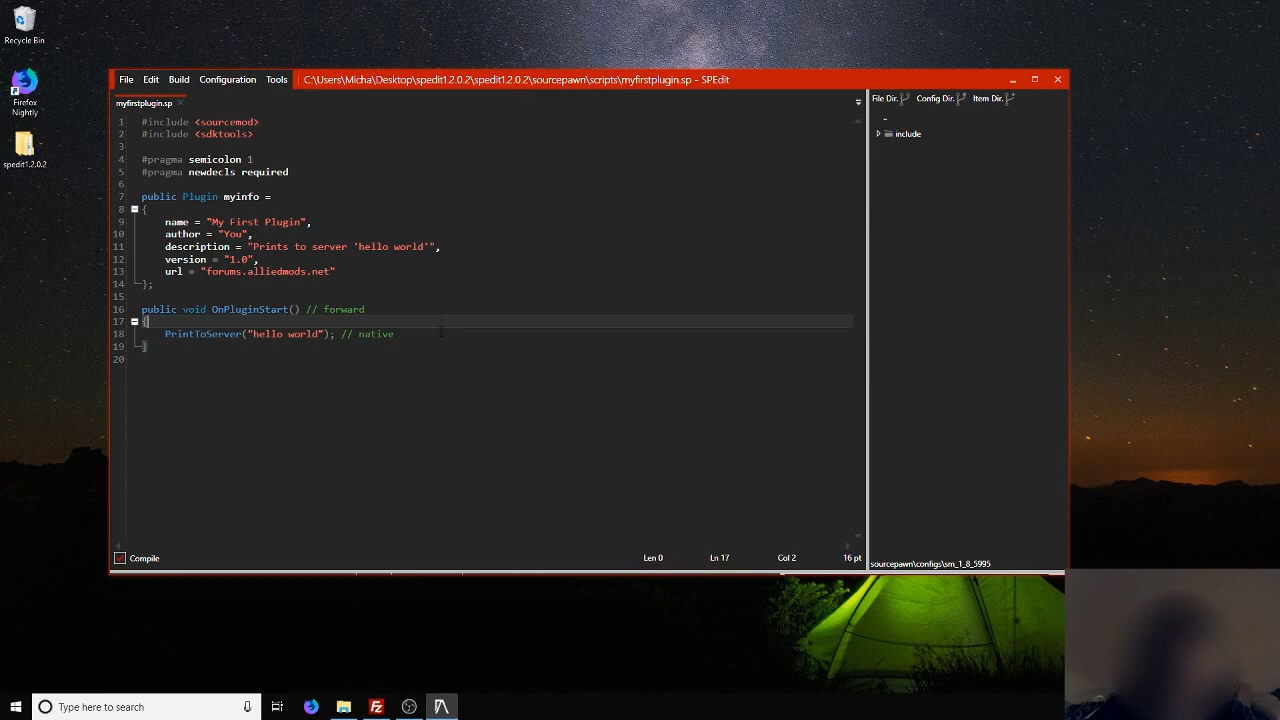 Recycle Bin
Firefox
Nightly
spedit1.2.0.2
File Edit Build Configuration Tools C:\Users\Micha\Desktop\spedit1.2.0.2\spedit1.2.0.2\sourcepawn\scripts\myfirstplugin.sp - SPEdit
myfirstplugin.sp
File Dir. Config Dir. Item Dir.
..
include
1 #include <sourcemod>
2 #include <sdktools>
3
4 #pragma semicolon 1
5 #pragma newdecls required
6
7 public Plugin myinfo =
8 {
9 name = "My First Plugin",
10 author = "You",
11 description = "Prints to server 'hello world'",
12 version = "1.0",
13 url = "forums.alliedmods.net"
14 };
15
16 public void OnPluginStart() // forward
17 {
18 PrintToServer("hello world"); // native
19 }
20
Compile Len 0 Ln 17 Col 2 16 pt
sourcepawn\configs\sm_1_8_5995
Type here to search